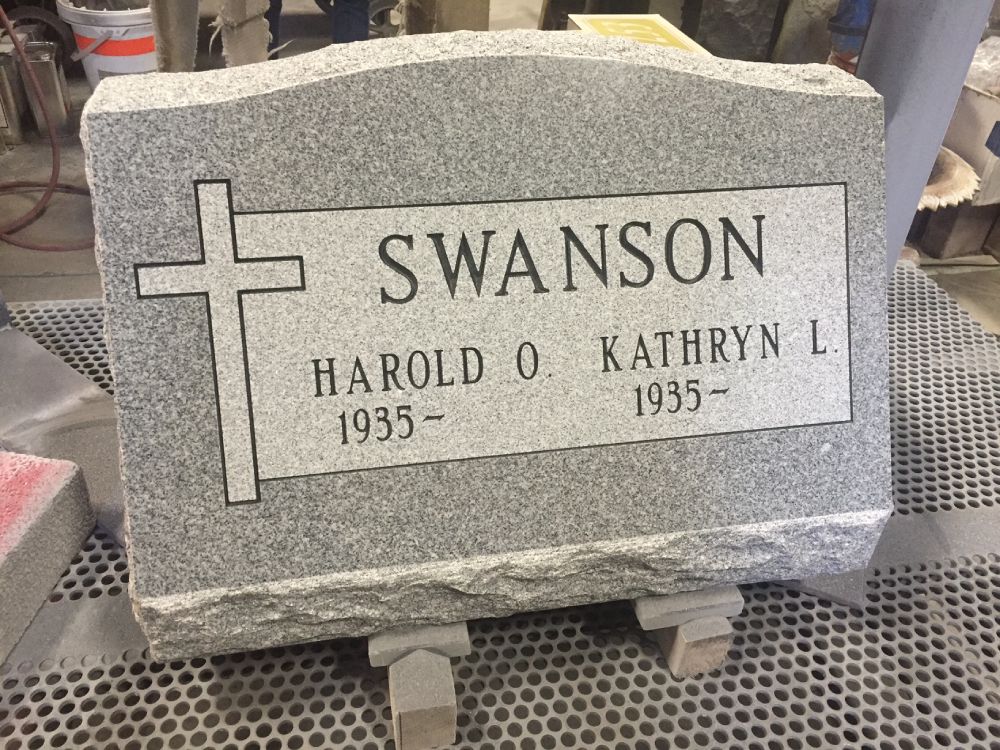 SWANSON
HAROLD O. KATHRYN L.
1935~ 1935~